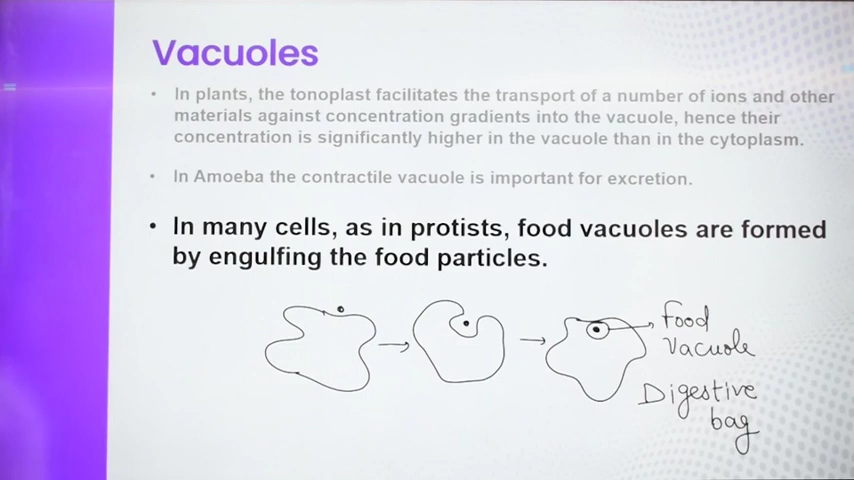 Vacuoles
• In plants, the tonoplast facilitates the transport of a number of ions and other
materials against concentration gradients into the vacuole, hence their
concentration is significantly higher in the vacuole than in the cytoplasm.
• In Amoeba the contractile vacuole is important for excretion.
• In many cells, as in protists, food vacuoles are formed
by engulfing the food particles.
Food
Vacuole
Digestive
bag